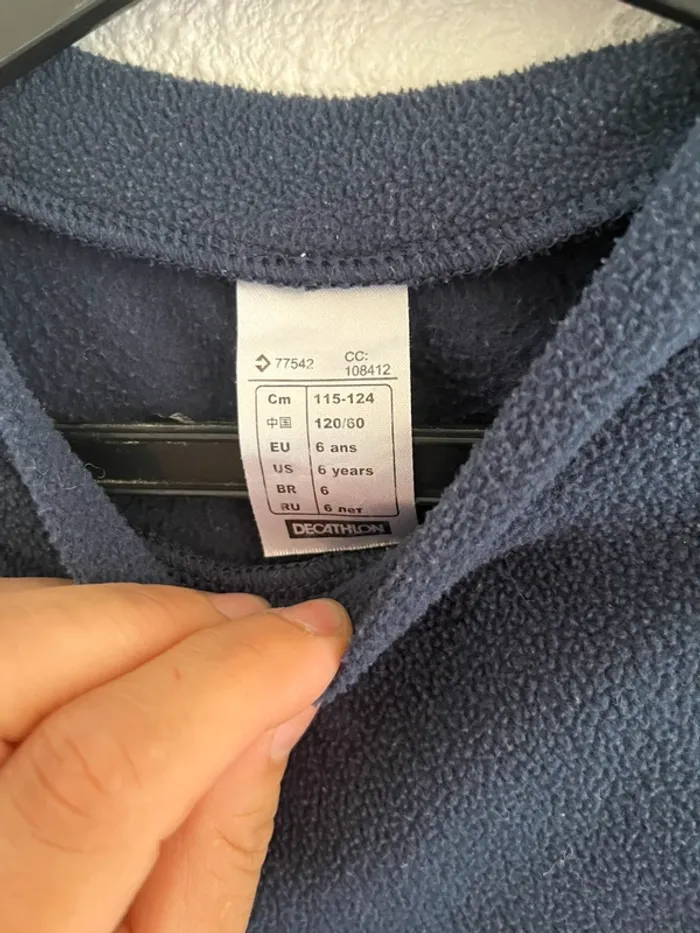 77542 CC:
108412
Cm 115-124
中国 120/60
EU 6 ans
US 6 years
BR 6
RU 6 лет
DECATHLON